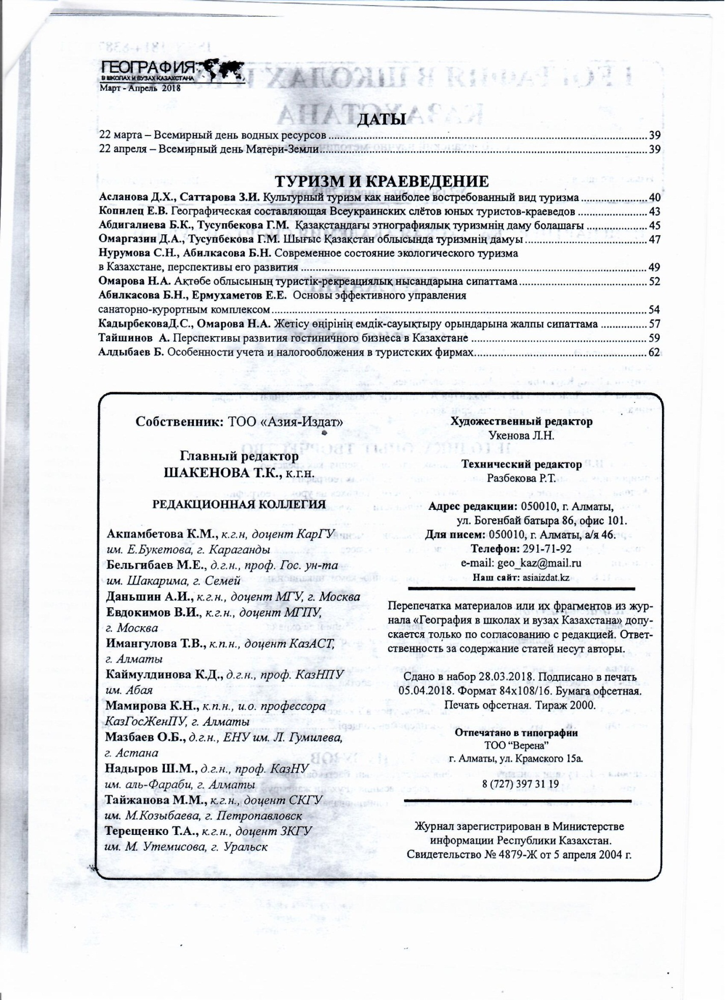 ГЕОГРАФИЯ
В ШКОЛАХ И ВУЗАХ КАЗАХСТАНА
Март - Апрель 2018
ДАТЫ
22 марта – Всемирный день водных ресурсов 39
22 апреля – Всемирный день Матери-Земли 39
ТУРИЗМ И КРАЕВЕДЕНИЕ
Асланова Д.Х., Саттарова З.И. Культурный туризм как наиболее востребованный вид туризма 40
Копилец Е.В. Географическая составляющая Всеукраинских слётов юных туристов-краеведов 43
Абдигалиева Б.К., Тусупбекова Г.М. Қазақстандағы этнографиялық туризмнің даму болашағы 45
Омаргазин Д.А., Тусупбекова Г.М. Шығыс Қазақстан облысында туризмнің дамуы 47
Нурумова С.Н., Абилкасова Б.Н. Современное состояние экологического туризма
в Казахстане, перспективы его развития 49
Омарова Н.А. Ақтөбе облысының туристік-рекреациялық нысандарына сипаттама 52
Абилкасова Б.Н., Ермухаметов Е.Е. Основы эффективного управления
санаторно-курортным комплексом 54
КадырбековаД.С., Омарова Н.А. Жетісу өңірінің емдік-сауықтыру орындарына жалпы сипаттама 57
Тайшинов А. Перспективы развития гостиничного бизнеса в Казахстане 59
Алдыбаев Б. Особенности учета и налогообложения в туристских фирмах 62
Собственник: ТОО «Азия-Издат»
Главный редактор
ШАКЕНОВА Т.К., к.г.н.
РЕДАКЦИОННАЯ КОЛЛЕГИЯ
Акпамбетова К.М., к.г.н, доцент КарГУ
им. Е.Букетова, г. Караганды
Бельгибаев М.Е., д.г.н., проф. Гос. ун-та
им. Шакарима, г. Семей
Даньшин А.И., к.г.н., доцент МГУ, г. Москва
Евдокимов В.И., к.г.н., доцент МГПУ,
г. Москва
Имангулова Т.В., к.п.н., доцент КазАСТ,
г. Алматы
Каймулдинова К.Д., д.г.н., проф. КазНПУ
им. Абая
Мамирова К.Н., к.п.н., и.о. профессора
КазГосЖенПУ, г. Алматы
Мазбаев О.Б., д.г.н., ЕНУ им. Л. Гумилева,
г. Астана
Надыров Ш.М., д.г.н., проф. КазНУ
им. аль-Фараби, г. Алматы
Тайжанова М.М., к.г.н., доцент СКГУ
им. М.Козыбаева, г. Петропавловск
Терещенко Т.А., к.г.н., доцент ЗКГУ
им. М. Утемисова, г. Уральск
Художественный редактор
Укенова Л.Н.
Технический редактор
Разбекова Р.Т.
Адрес редакции: 050010, г. Алматы,
ул. Богенбай батыра 86, офис 101.
Для писем: 050010, г. Алматы, а/я 46.
Телефон: 291-71-92
e-mail: geo_kaz@mail.ru
Наш сайт: asiaizdat.kz
Перепечатка материалов или их фрагментов из жур-
нала «География в школах и вузах Казахстана» допу-
скается только по согласованию с редакцией. Ответ-
ственность за содержание статей несут авторы.
Сдано в набор 28.03.2018. Подписано в печать
05.04.2018. Формат 84х108/16. Бумага офсетная.
Печать офсетная. Тираж 2000.
Отпечатано в типографии
ТОО “Верена”
г. Алматы, ул. Крамского 15а.
8 (727) 397 31 19
Журнал зарегистрирован в Министерстве
информации Республики Казахстан.
Свидетельство № 4879-Ж от 5 апреля 2004 г.